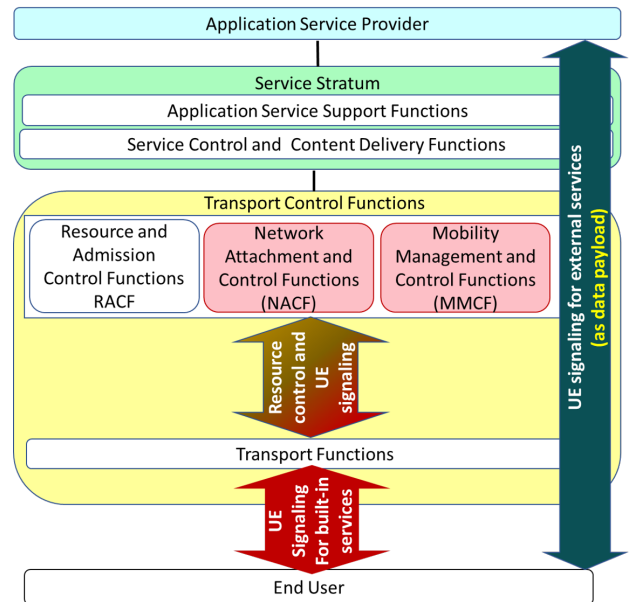 Application Service Provider
Service Stratum
Application Service Support Functions
Service Control and Content Delivery Functions
Transport Control Functions
Resource and
Admission
Control Functions
RACF
Network
Attachment and
Control Functions
(NACF)
Mobility
Management and
Control Functions
(MMCF)
Resource
control and
UE
signaling
Transport Functions
UE
Signaling
For built-in
services
End User
UE signaling for external services
(as data payload)